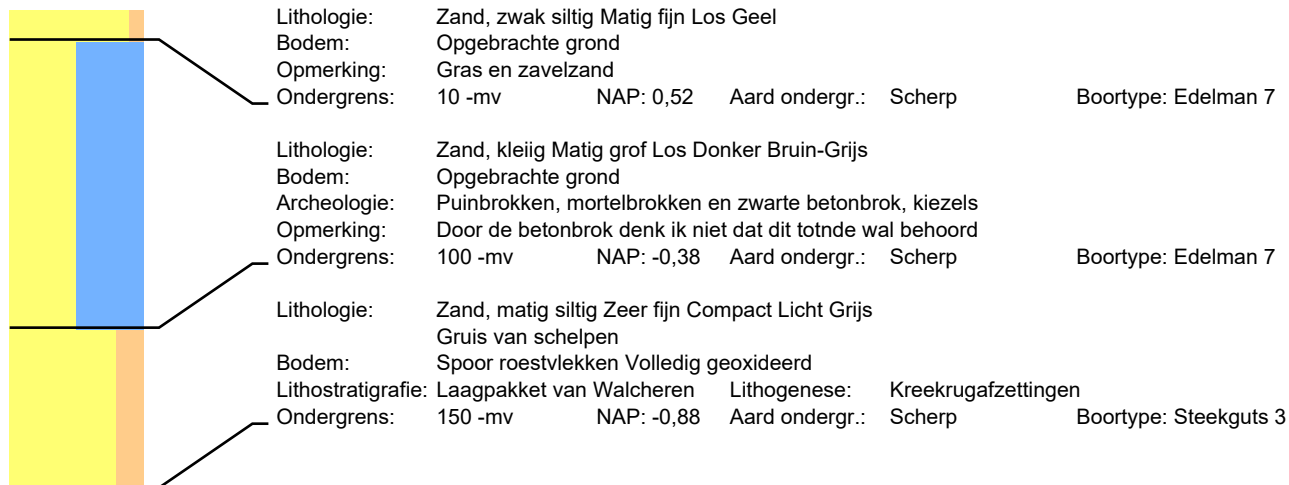 Lithologie: Zand, zwak siltig Matig fijn Los Geel
Bodem: Opgebrachte grond
Opmerking: Gras en zavelzand
Ondergrens: 10 -mv NAP: 0,52 Aard ondergr.: Scherp Boortype: Edelman 7
Lithologie: Zand, kleiig Matig grof Los Donker Bruin-Grijs
Bodem: Opgebrachte grond
Archeologie: Puinbrokken, mortelbrokken en zwarte betonbrok, kiezels
Opmerking: Door de betonbrok denk ik niet dat dit totnde wal behoord
Ondergrens: 100 -mv NAP: -0,38 Aard ondergr.: Scherp Boortype: Edelman 7
Lithologie: Zand, matig siltig Zeer fijn Compact Licht Grijs
Gruis van schelpen
Bodem: Spoor roestvlekken Volledig geoxideerd
Lithostratigrafie: Laagpakket van Walcheren Lithogenese: Kreekrugafzettingen
Ondergrens: 150 -mv NAP: -0,88 Aard ondergr.: Scherp Boortype: Steekguts 3